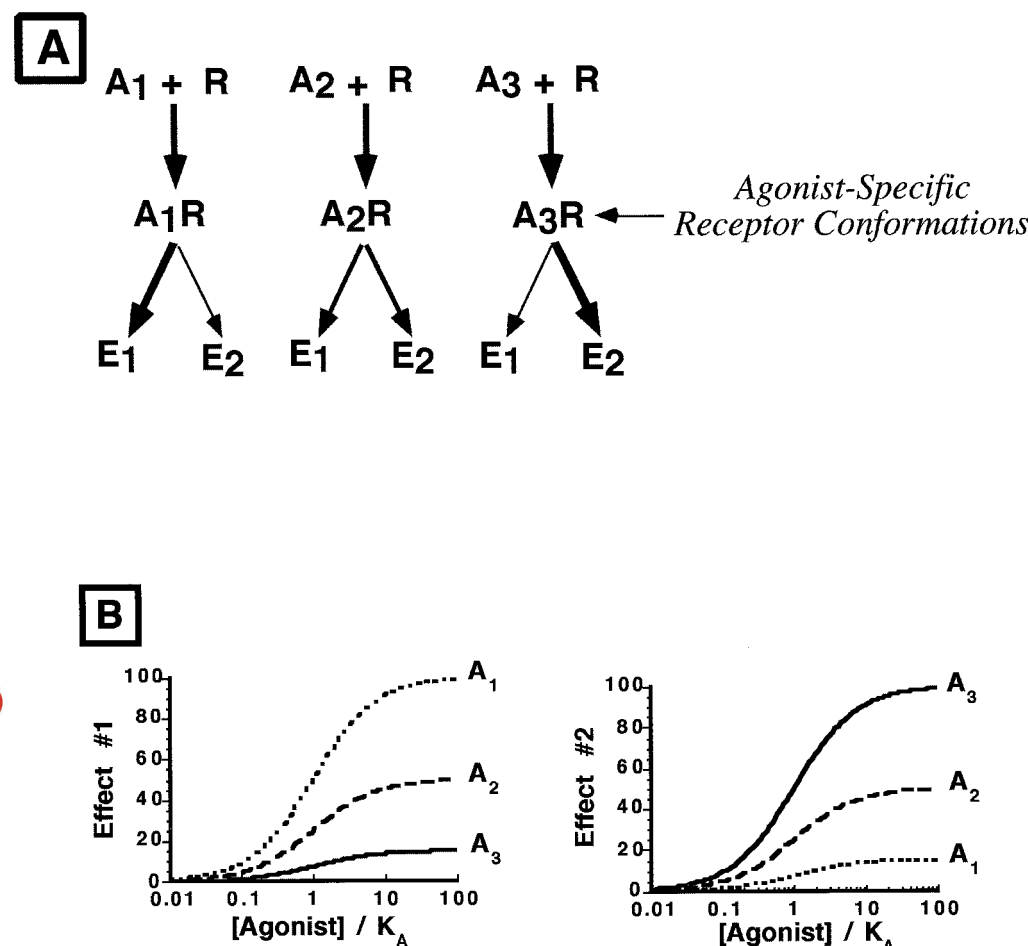 A
A1 + R A2 + R A3 + R
A1R A2R A3R
Agonist-Specific
Receptor Conformations
E1 E2 E1 E2 E1 E2
B
Effect #1
100
80
60
40
20
0
0.01 0.1 1 10 100
[Agonist] / KA
A1
A2
A3
Effect #2
100
80
60
40
20
0
0.01 0.1 1 10 100
[Agonist] / KA
A3
A2
A1